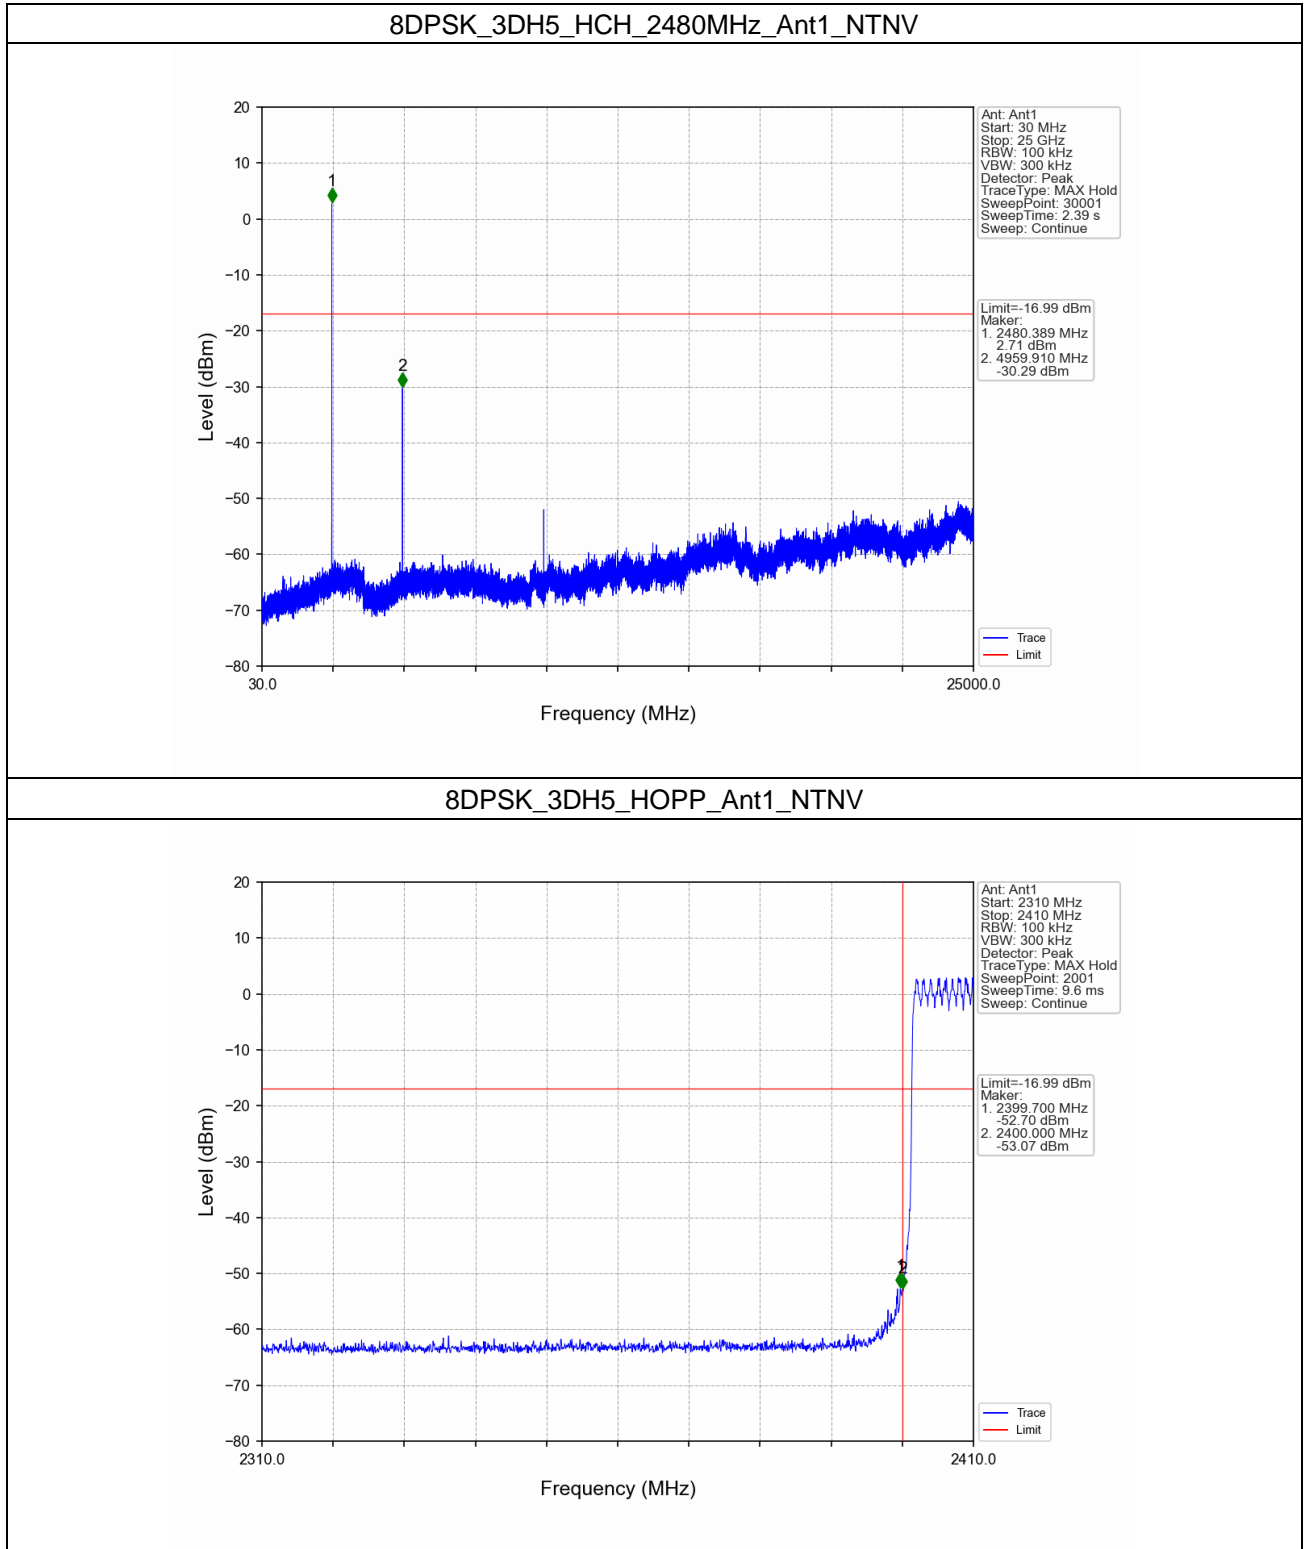 8DPSK_3DH5_HCH_2480MHz_Ant1_NTNV
20
10
0
−10
−20
−30
−40
−50
−60
−70
−80
Level (dBm)
1
2
30.0
25000.0
Frequency (MHz)
Ant: Ant1
Start: 30 MHz
Stop: 25 GHz
RBW: 100 kHz
VBW: 300 kHz
Detector: Peak
TraceType: MAX Hold
SweepPoint: 30001
SweepTime: 2.39 s
Sweep: Continue
Limit=-16.99 dBm
Maker:
1. 2480.389 MHz
2.71 dBm
2. 4959.910 MHz
-30.29 dBm
Trace
Limit
8DPSK_3DH5_HOPP_Ant1_NTNV
20
10
0
−10
−20
−30
−40
−50
−60
−70
−80
Level (dBm)
1
2
2310.0
2410.0
Frequency (MHz)
Ant: Ant1
Start: 2310 MHz
Stop: 2410 MHz
RBW: 100 kHz
VBW: 300 kHz
Detector: Peak
TraceType: MAX Hold
SweepPoint: 2001
SweepTime: 9.6 ms
Sweep: Continue
Limit=-16.99 dBm
Maker:
1. 2399.700 MHz
-52.70 dBm
2. 2400.000 MHz
-53.07 dBm
Trace
Limit